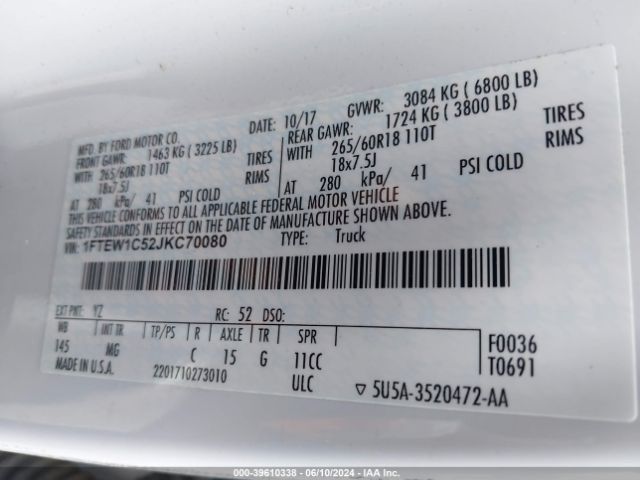 MFD. BY FORD MOTOR CO.
DATE: 10/17 GVWR: 3084 KG ( 6800 LB)
FRONT GAWR: 1463 KG ( 3225 LB) REAR GAWR: 1724 KG ( 3800 LB)
WITH 265/60R18 110T TIRES WITH 265/60R18 110T TIRES
18x7.5J RIMS 18x7.5J RIMS
AT 280 kPa/ 41 PSI COLD AT 280 kPa/ 41 PSI COLD
THIS VEHICLE CONFORMS TO ALL APPLICABLE FEDERAL MOTOR VEHICLE
SAFETY STANDARDS IN EFFECT ON THE DATE OF MANUFACTURE SHOWN ABOVE.
VIN: 1FTEW1C52JKC70080 TYPE: Truck
EXT PNT: YZ RC: 52 DSO:
WB INT TR TP/PS R AXLE TR SPR F0036
145 MG C 15 G 11CC T0691
MADE IN U.S.A. 2201710273010 ULC ▽ 5U5A-3520472-AA
000-39610338 - 06/10/2024 - IAA Inc.